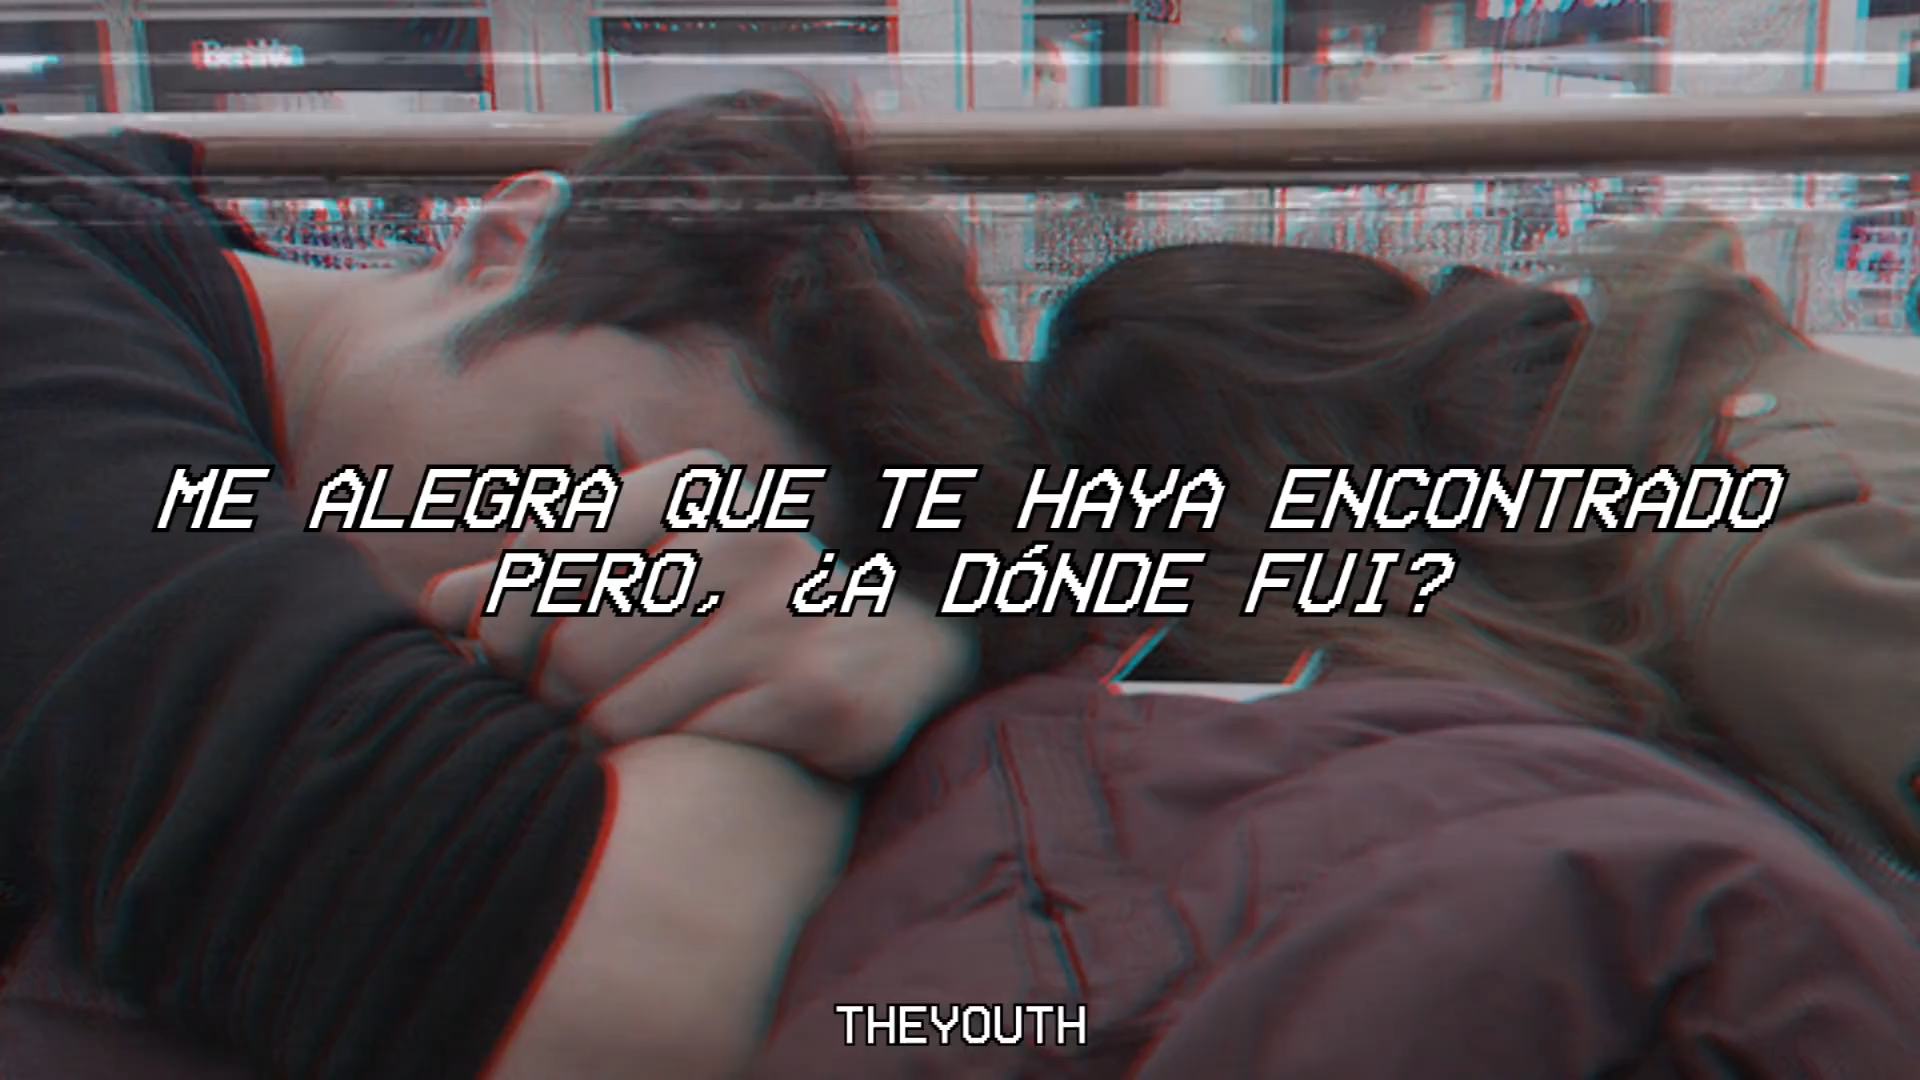 ME ALEGRA QUE TE HAYA ENCONTRADO
PERO, ¿A DÓNDE FUI?
THEYOUTH